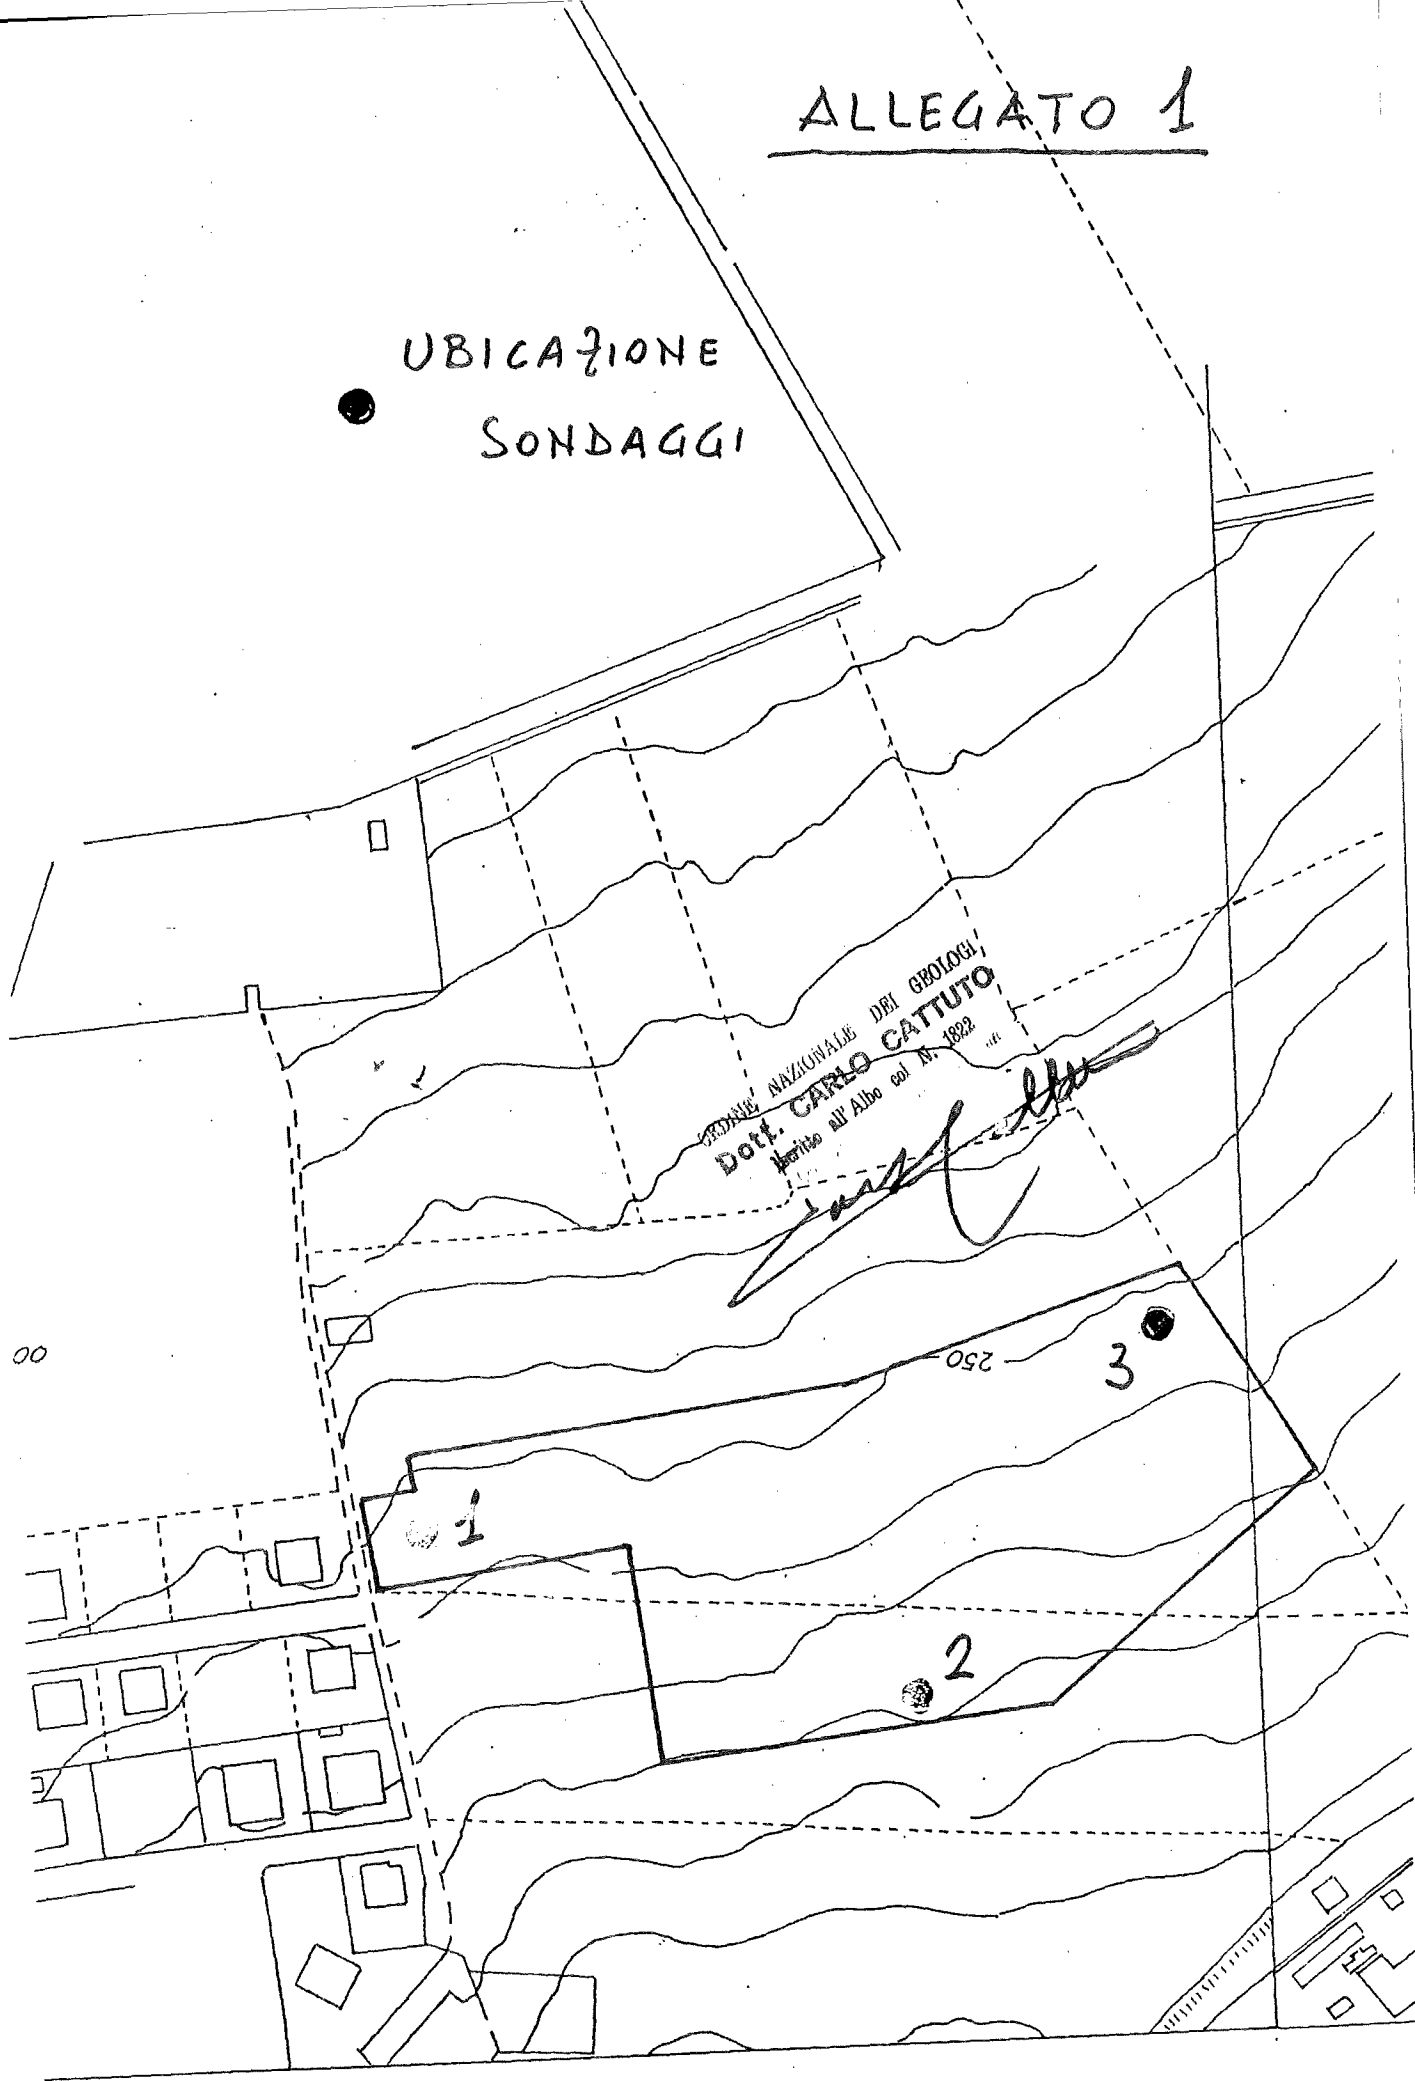 ALLEGATO 1
UBICAZIONE
SONDAGGI
ORDINE NAZIONALE DEI GEOLOGI
Dott. CARLO CATTUTO
Iscritto all'Albo col N. 1822
00
250
3
1
2